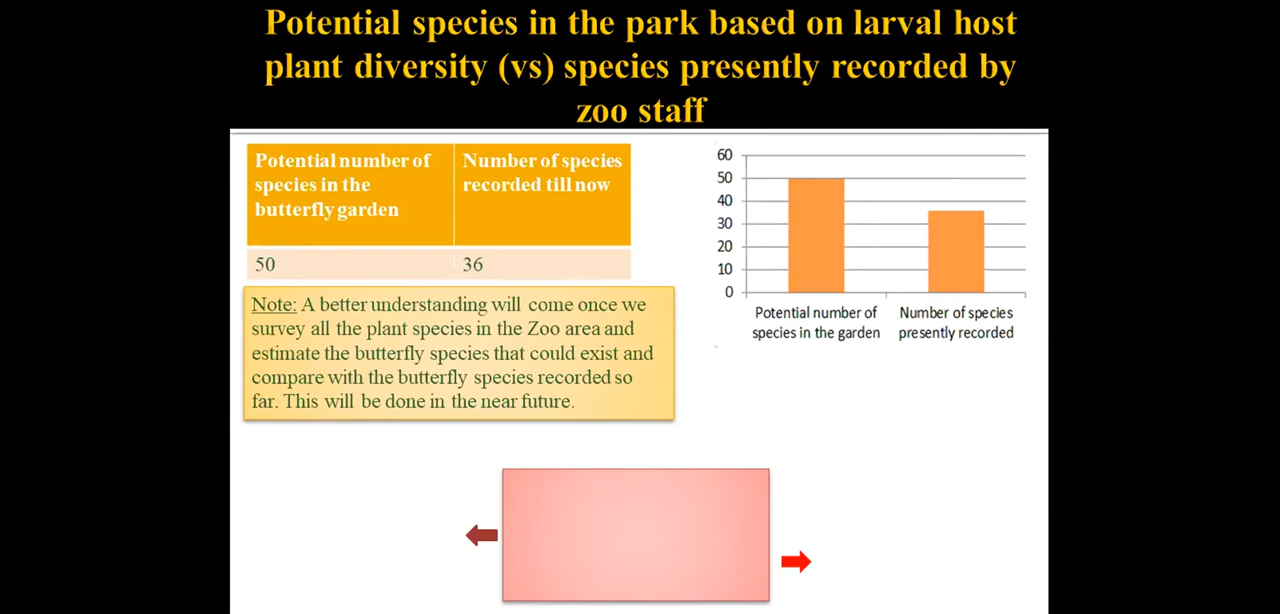 Potential species in the park based on larval host
plant diversity (vs) species presently recorded by
zoo staff
Potential number of
species in the
butterfly garden
Number of species
recorded till now
50
36
Note: A better understanding will come once we
survey all the plant species in the Zoo area and
estimate the butterfly species that could exist and
compare with the butterfly species recorded so
far. This will be done in the near future.
60
50
40
30
20
10
0
Potential number of
species in the garden
Number of species
presently recorded